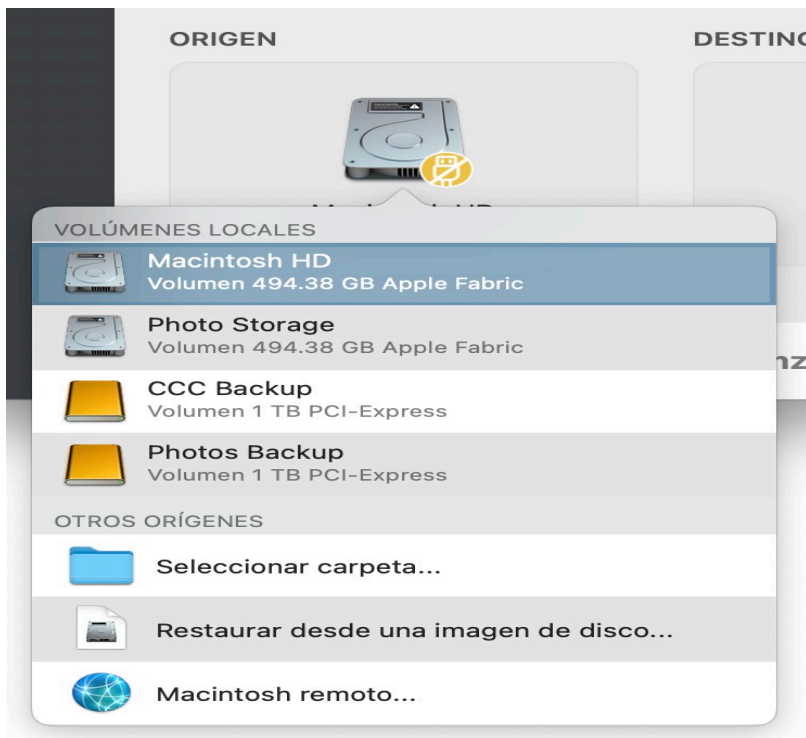 ORIGEN
DESTINO
VOLÚMENES LOCALES
Macintosh HD
Volumen 494.38 GB Apple Fabric
Photo Storage
Volumen 494.38 GB Apple Fabric
CCC Backup
Volumen 1 TB PCI-Express
Photos Backup
Volumen 1 TB PCI-Express
OTROS ORÍGENES
Seleccionar carpeta...
Restaurar desde una imagen de disco...
Macintosh remoto...